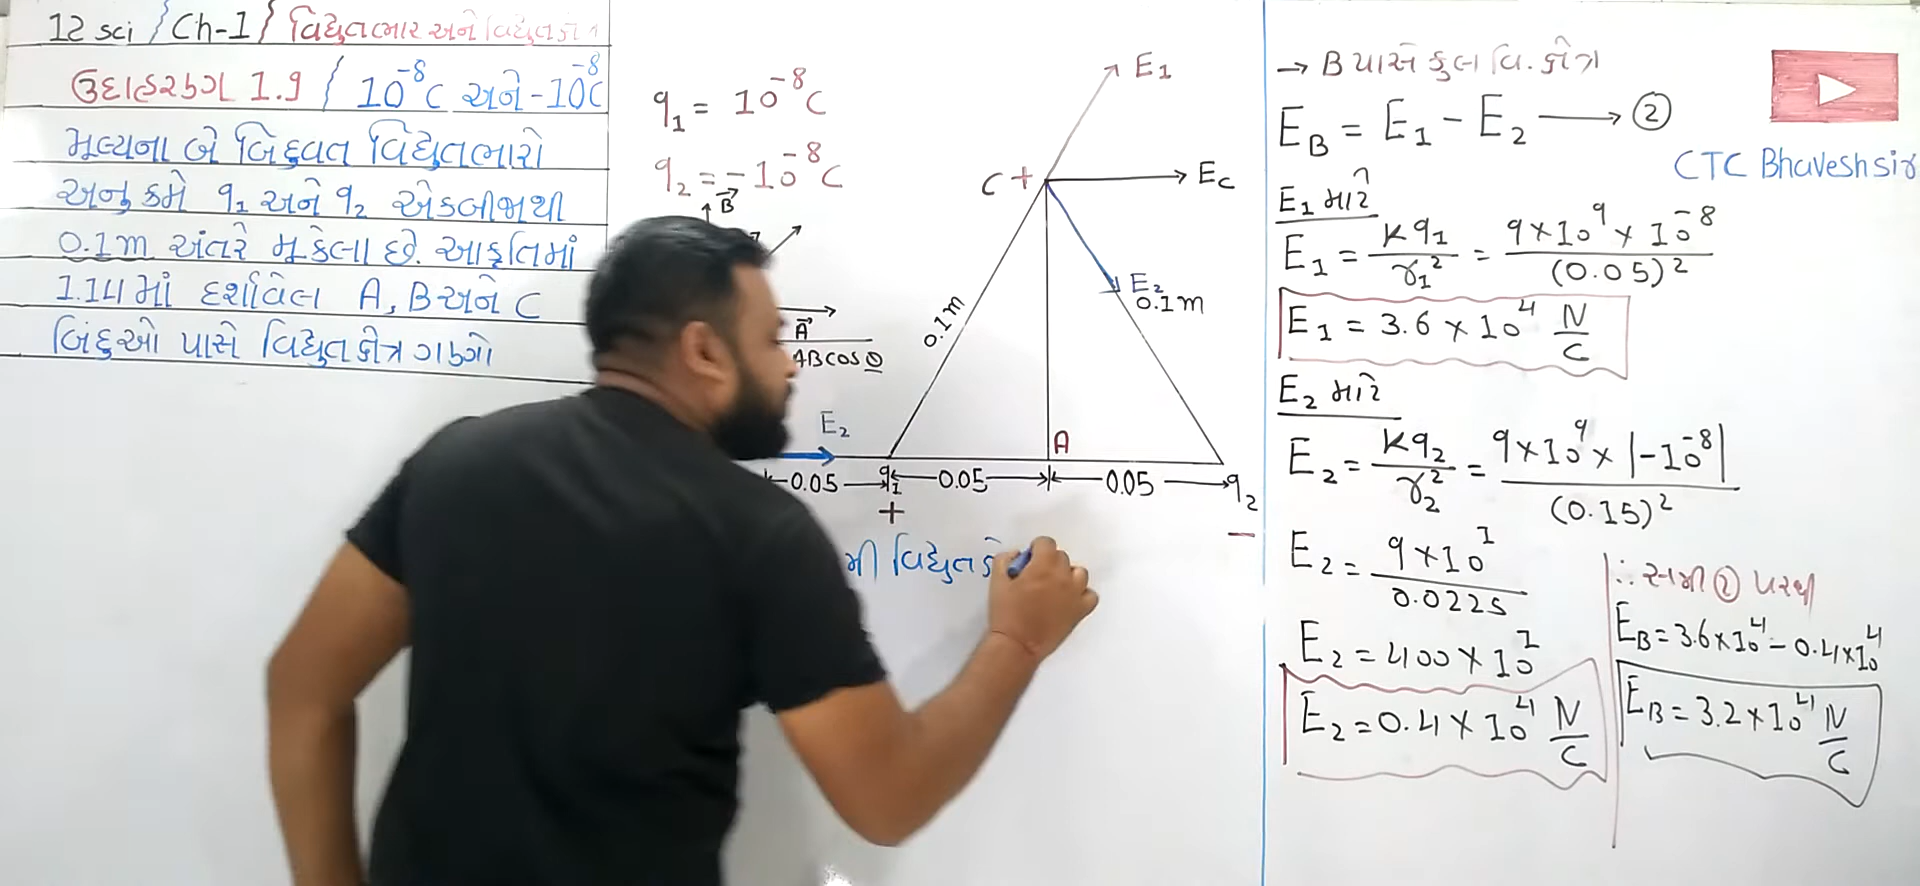 12 sci / Ch-1 / વિદ્યુતભાર અને વિદ્યુતક્ષેત્ર
ઉદાહરણ 1.9 / 10⁻⁸C અને -10⁻⁸C
મૂલ્યના બે બિંદુવત વિદ્યુતભારો
અનુક્રમે q₁ અને q₂ એકબીજાથી
0.1m અંતરે મૂકેલા છે. આકૃતિમાં
1.14માં દર્શાવેલ A, B અને C
બિંદુઓ પાસે વિદ્યુતક્ષેત્ર ગણો
q₁ = 10⁻⁸C
q₂ = -10⁻⁸C
B⃗
A⃗
ABCOS θ
E₁
C +
E_C
E₂
0.1m
0.1m
E₂
A
0.05
q₁
0.05
0.05
q₂
+
−
ની વિદ્યુત
→ B પાસે કુલ વિ. ક્ષેત્ર
E_B = E₁ - E₂ → ②
CTC Bhavesh sir
E₁ માટે
E₁ = Kq₁/r₁² = 9×10⁹ × 10⁻⁸/(0.05)²
E₁ = 3.6 × 10⁴ N/C
E₂ માટે
E₂ = Kq₂/r₂² = 9×10⁹ × |-10⁻⁸|/(0.15)²
E₂ = 9×10¹/0.0225
E₂ = 400 × 10¹
E₂ = 0.4 × 10⁴ N/C
∴ સમી ② પરથી
E_B = 3.6×10⁴ - 0.4×10⁴
E_B = 3.2×10⁴ N/C